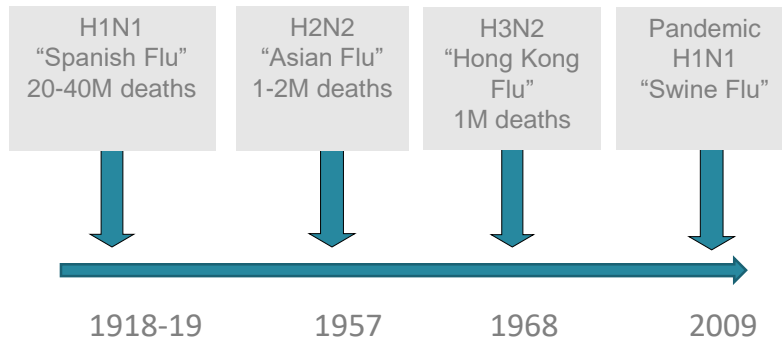 H1N1
“Spanish Flu”
20-40M deaths
H2N2
“Asian Flu”
1-2M deaths
H3N2
“Hong Kong
Flu”
1M deaths
Pandemic
H1N1
“Swine Flu”
1918-19
1957
1968
2009